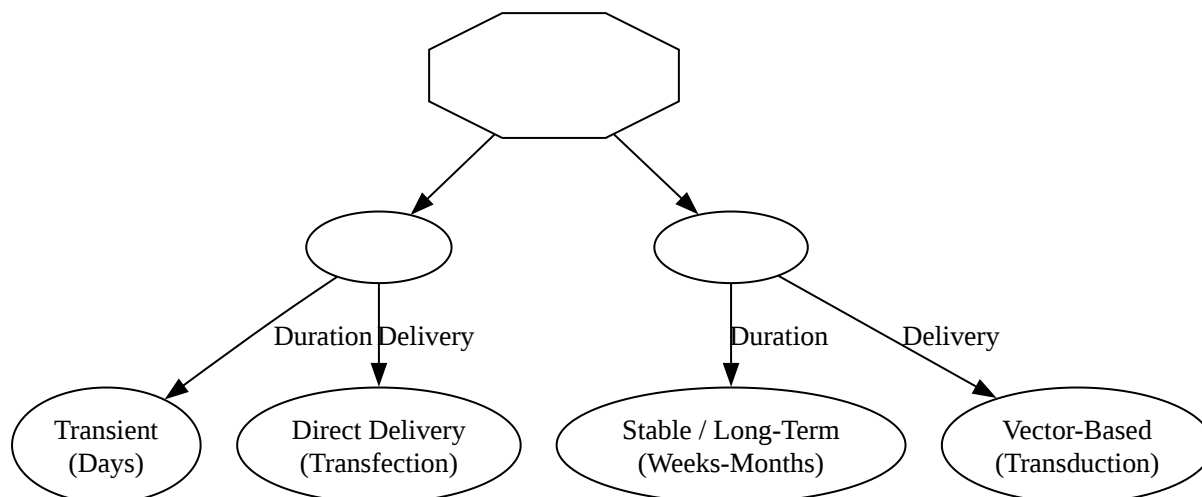 Duration
Delivery
Duration
Delivery
Transient
(Days)
Direct Delivery
(Transfection)
Stable / Long-Term
(Weeks-Months)
Vector-Based
(Transduction)